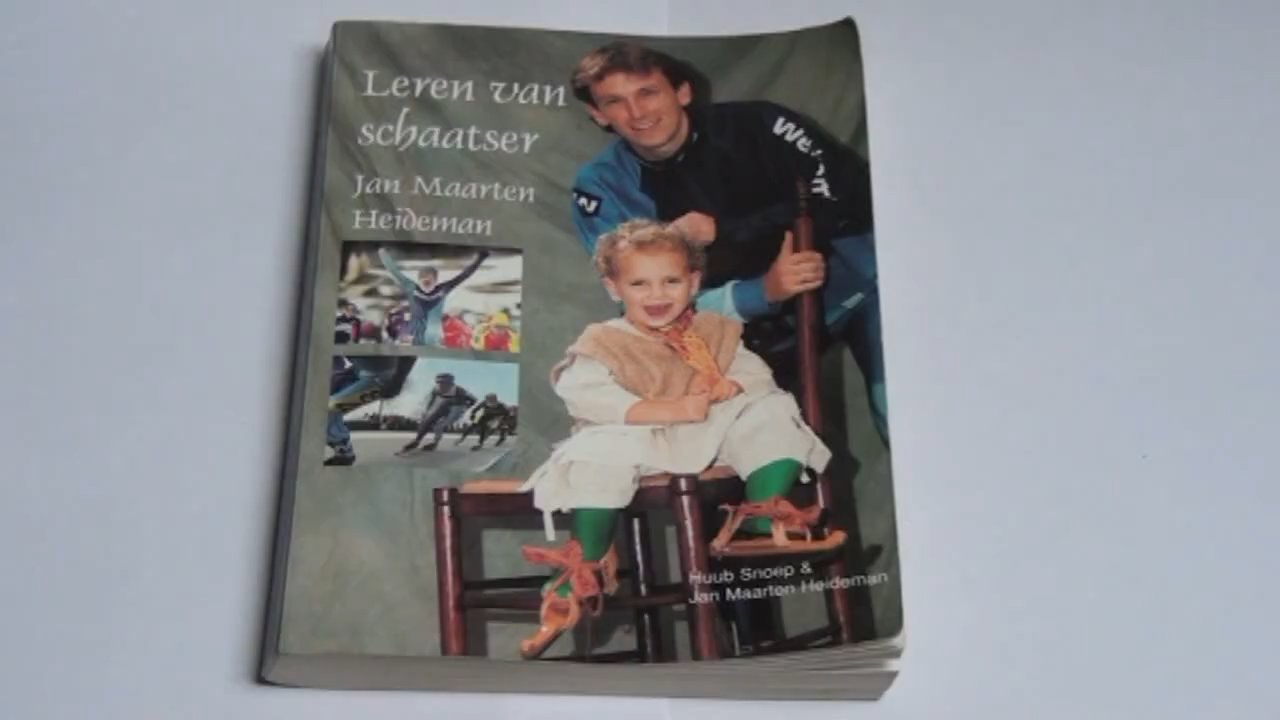 Leren van
schaatser
Jan Maarten
Heideman
Huub Snoep &
Jan Maarten Heideman